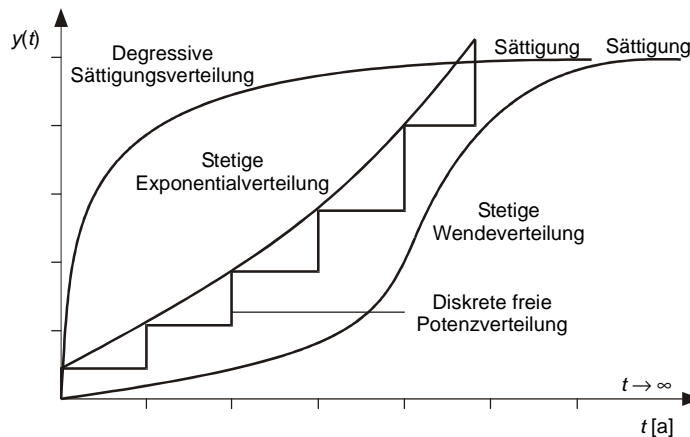 y(t)
Degressive
Sättigungsverteilung
Sättigung
Sättigung
Stetige
Exponentialverteilung
Stetige
Wendeverteilung
Diskrete freie
Potenzverteilung
t → ∞
t [a]